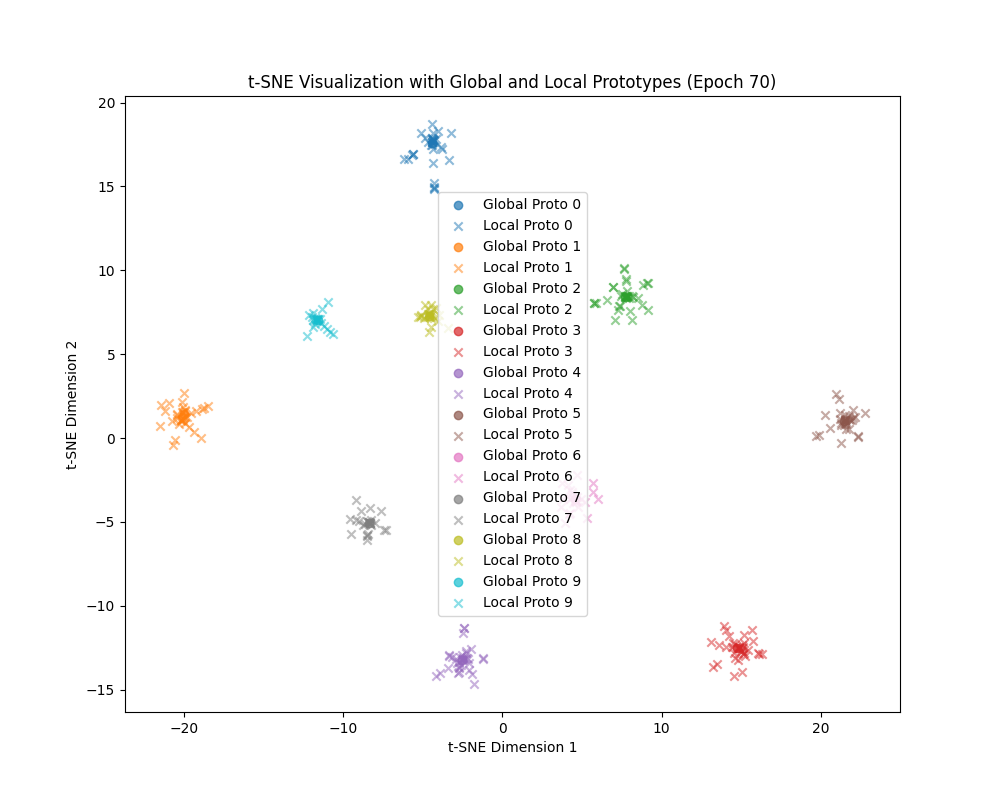 t-SNE Visualization with Global and Local Prototypes (Epoch 70)
20
15
10
5
0
−5
−10
−15
t-SNE Dimension 2
Global Proto 0
Local Proto 0
Global Proto 1
Local Proto 1
Global Proto 2
Local Proto 2
Global Proto 3
Local Proto 3
Global Proto 4
Local Proto 4
Global Proto 5
Local Proto 5
Global Proto 6
Local Proto 6
Global Proto 7
Local Proto 7
Global Proto 8
Local Proto 8
Global Proto 9
Local Proto 9
−20 −10 0 10 20
t-SNE Dimension 1